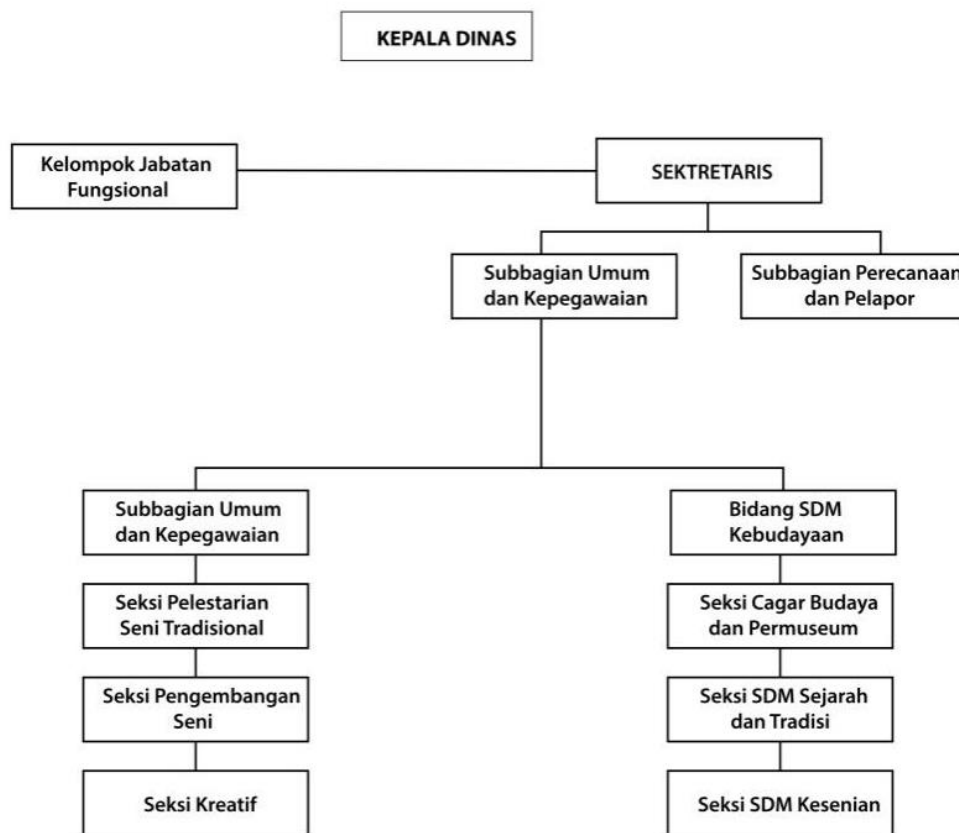 KEPALA DINAS
Kelompok Jabatan
Fungsional
SEKTRETARIS
Subbagian Umum
dan Kepegawaian
Subbagian Perecanaan
dan Pelapor
Subbagian Umum
dan Kepegawaian
Bidang SDM
Kebudayaan
Seksi Pelestarian
Seni Tradisional
Seksi Cagar Budaya
dan Permuseum
Seksi Pengembangan
Seni
Seksi SDM Sejarah
dan Tradisi
Seksi Kreatif
Seksi SDM Kesenian